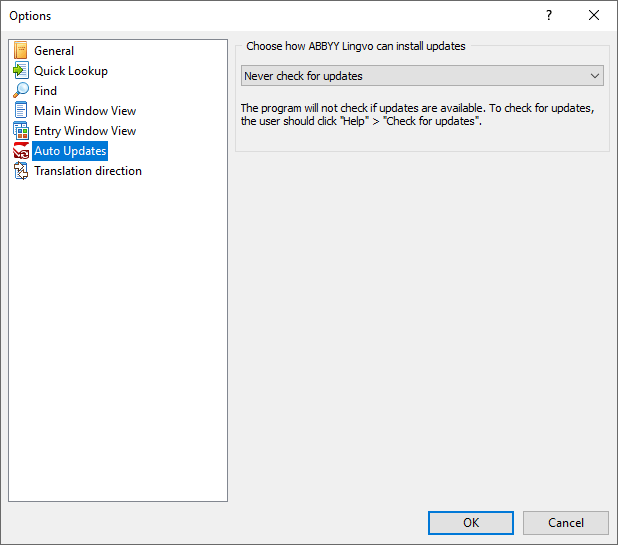 Options
General
Quick Lookup
Find
Main Window View
Entry Window View
Auto Updates
Translation direction
Choose how ABBYY Lingvo can install updates
Never check for updates
The program will not check if updates are available. To check for updates,
the user should click "Help" > "Check for updates".
OK
Cancel